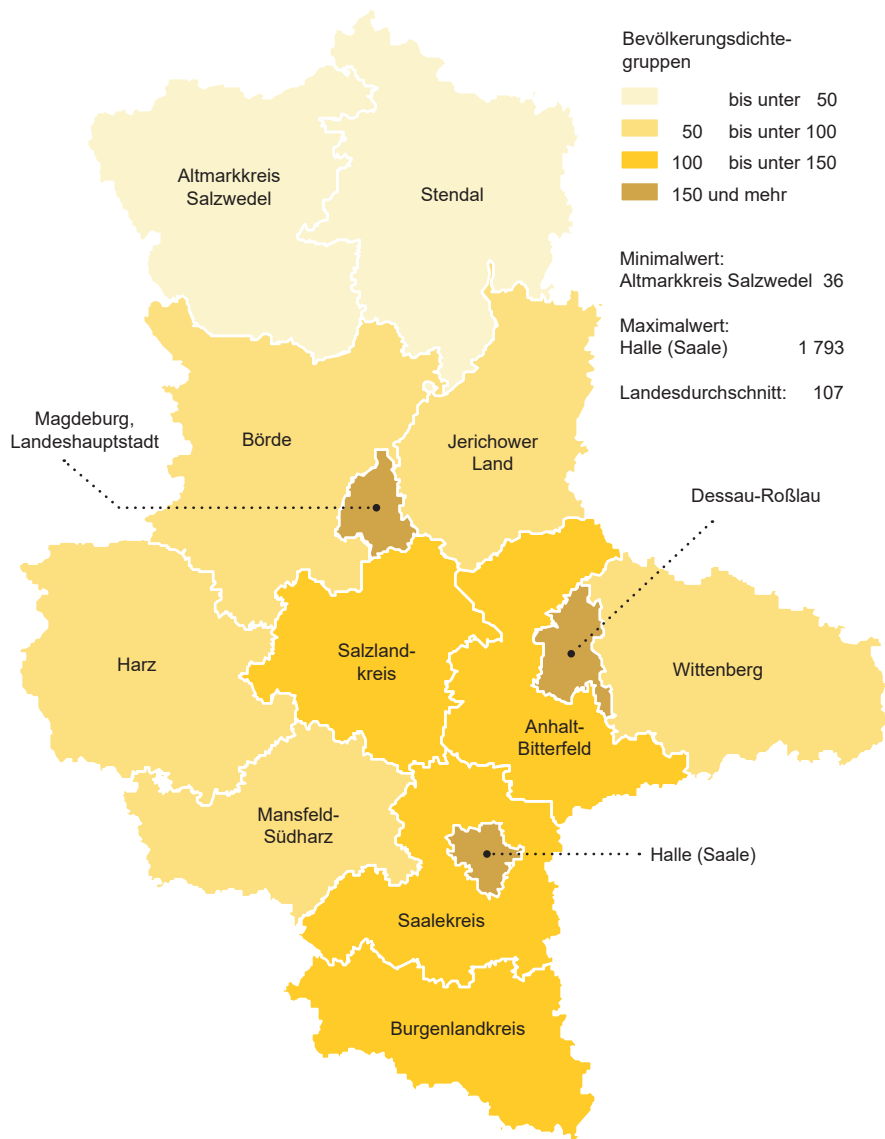 Bevölkerungsdichte-
gruppen
bis unter 50
50 bis unter 100
100 bis unter 150
150 und mehr
Minimalwert:
Altmarkkreis Salzwedel 36
Maximalwert:
Halle (Saale) 1 793
Landesdurchschnitt: 107
Altmarkkreis
Salzwedel
Stendal
Magdeburg,
Landeshauptstadt
Börde
Jerichower
Land
Dessau-Roßlau
Harz
Salzland-
kreis
Wittenberg
Anhalt-
Bitterfeld
Mansfeld-
Südharz
Halle (Saale)
Saalekreis
Burgenlandkreis